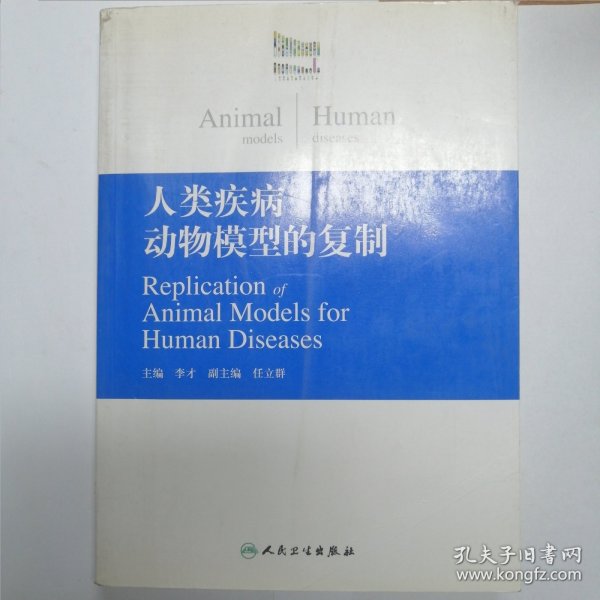 Animal Human
models diseases
人类疾病
动物模型的复制
Replication of
Animal Models for
Human Diseases
主编 李才 副主编 任立群
人民卫生出版社
孔夫子旧书网
www.kongfz.com